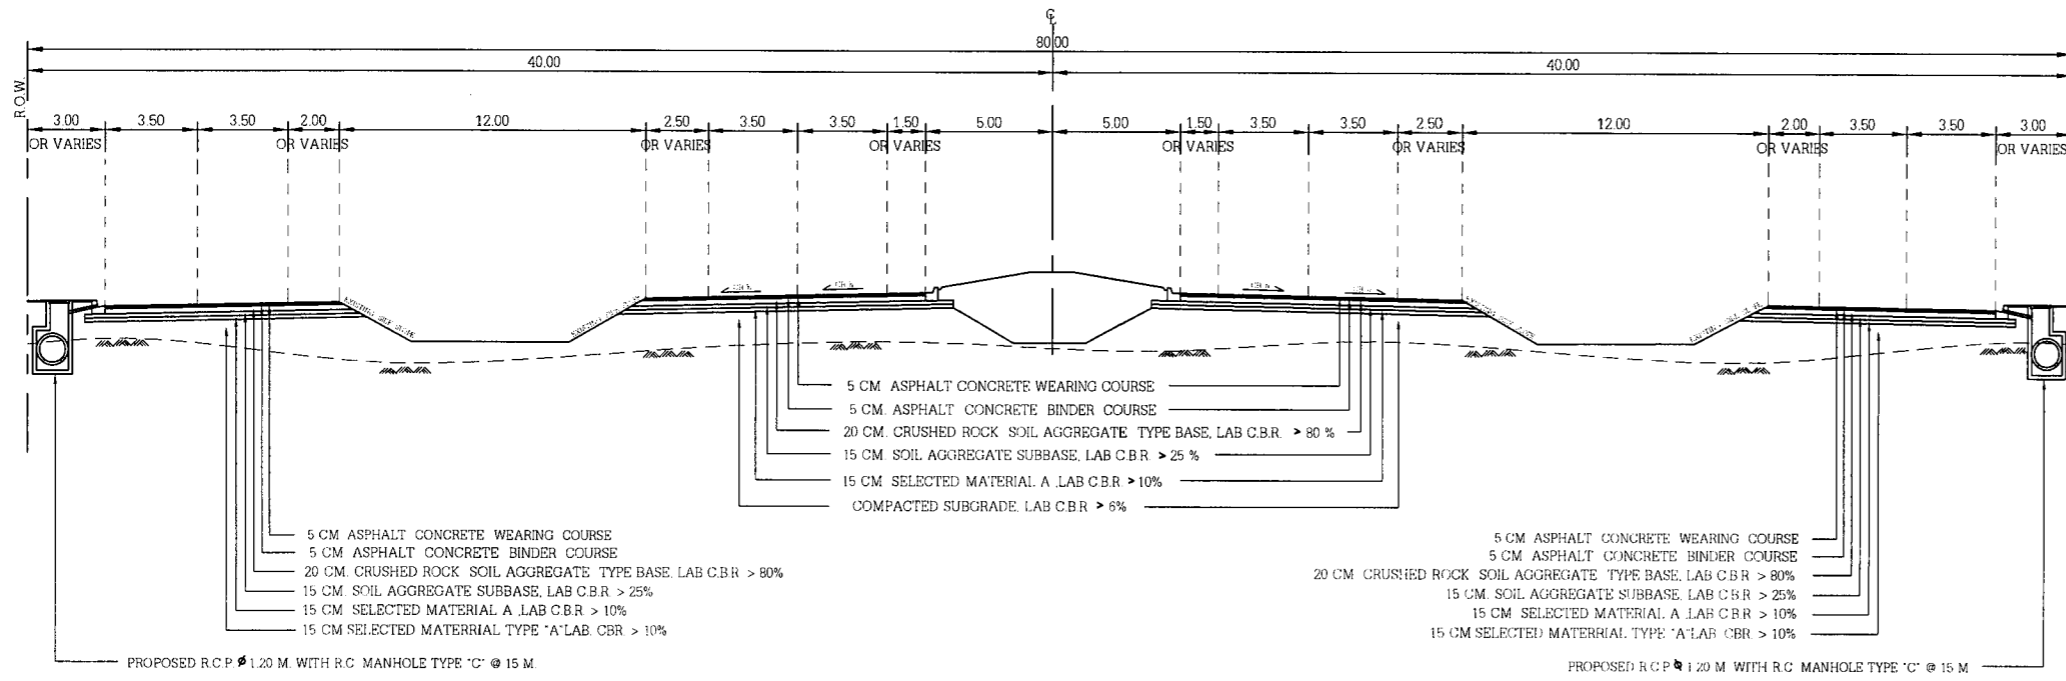 ℄
80.00
40.00 40.00
R.O.W.
3.00 3.50 3.50 2.00 12.00 2.50 3.50 3.50 1.50 5.00 5.00 1.50 3.50 3.50 2.50 12.00 2.00 3.50 3.50 3.00
OR VARIES OR VARIES OR VARIES OR VARIES OR VARIES OR VARIES OR VARIES OR VARIES
5 CM ASPHALT CONCRETE WEARING COURSE
5 CM. ASPHALT CONCRETE BINDER COURSE
20 CM. CRUSHED ROCK SOIL AGGREGATE TYPE BASE, LAB C.B.R. > 80 %
15 CM. SOIL AGGREGATE SUBBASE, LAB C.B.R. > 25 %
15 CM SELECTED MATERIAL A ,LAB C.B.R. > 10%
COMPACTED SUBGRADE, LAB C.B.R > 6%
5 CM ASPHALT CONCRETE WEARING COURSE
5 CM. ASPHALT CONCRETE BINDER COURSE
20 CM. CRUSHED ROCK SOIL AGGREGATE TYPE BASE, LAB C.B.R > 80%
15 CM. SOIL AGGREGATE SUBBASE, LAB C.B.R. > 25%
15 CM. SELECTED MATERIAL A ,LAB C.B.R. > 10%
15 CM SELECTED MATERRIAL TYPE "A"LAB. CBR. > 10%
PROPOSED R.C.P. ø 1.20 M. WITH R.C MANHOLE TYPE "C" @ 15 M.
5 CM ASPHALT CONCRETE WEARING COURSE
5 CM. ASPHALT CONCRETE BINDER COURSE
20 CM CRUSHED ROCK SOIL AGGREGATE TYPE BASE, LAB C.B.R > 80%
15 CM. SOIL AGGREGATE SUBBASE, LAB C.B.R > 25%
15 CM SELECTED MATERIAL A ,LAB C.B.R. > 10%
15 CM SELECTED MATERRIAL TYPE "A"LAB CBR. > 10%
PROPOSED R.C.P ø 1.20 M WITH R.C MANHOLE TYPE "C" @ 15 M